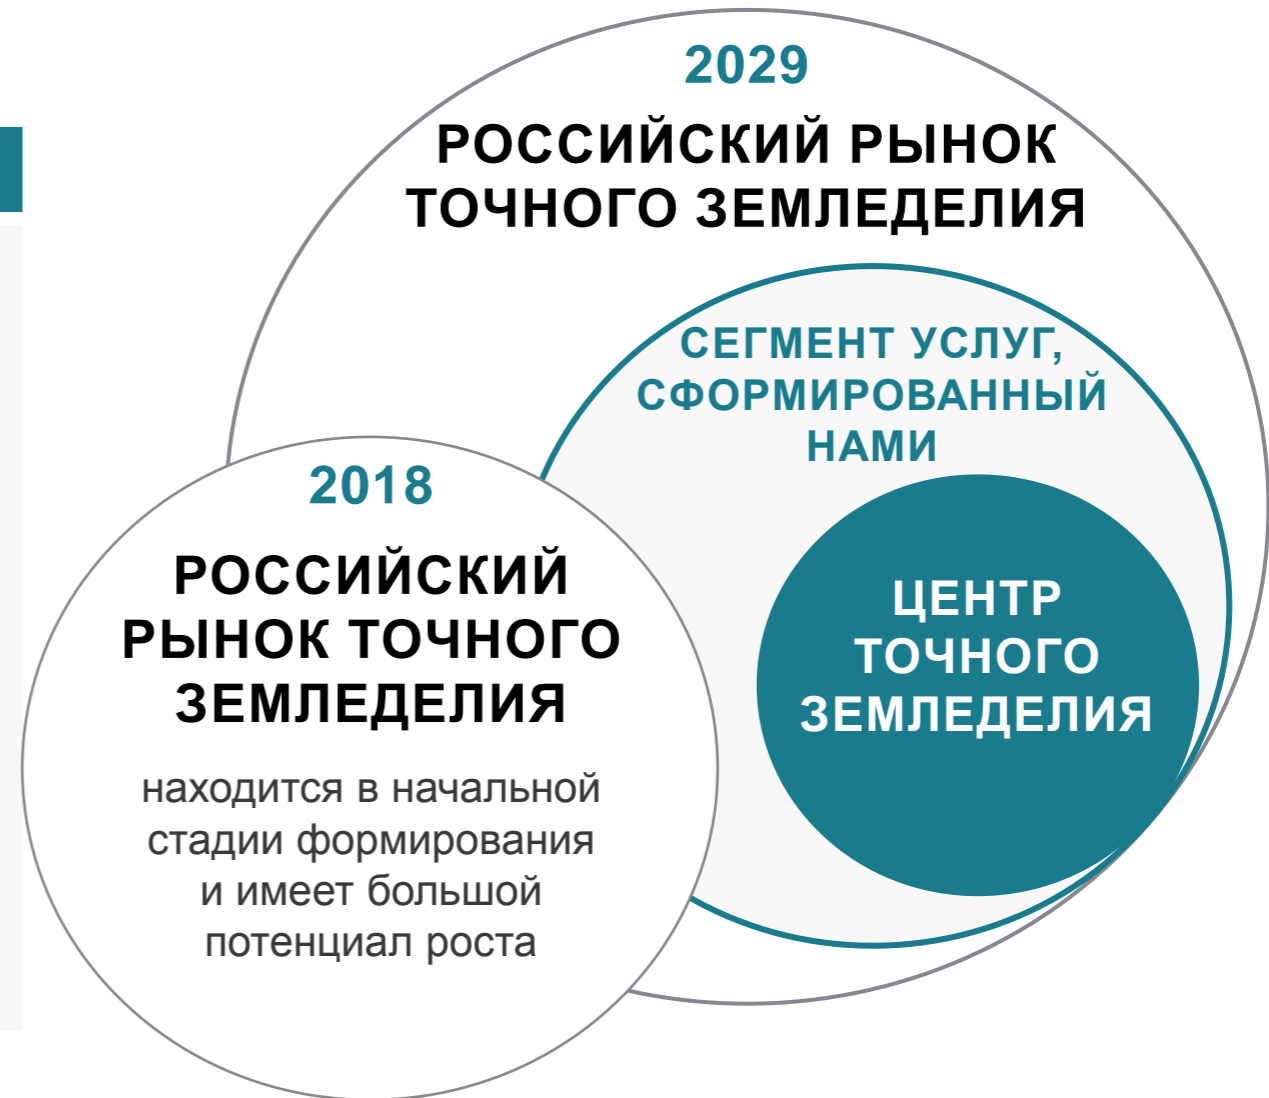 2029
РОССИЙСКИЙ РЫНОК
ТОЧНОГО ЗЕМЛЕДЕЛИЯ
СЕГМЕНТ УСЛУГ,
СФОРМИРОВАННЫЙ
НАМИ
2018
РОССИЙСКИЙ
РЫНОК ТОЧНОГО
ЗЕМЛЕДЕЛИЯ
находится в начальной
стадии формирования
и имеет большой
потенциал роста
ЦЕНТР
ТОЧНОГО
ЗЕМЛЕДЕЛИЯ